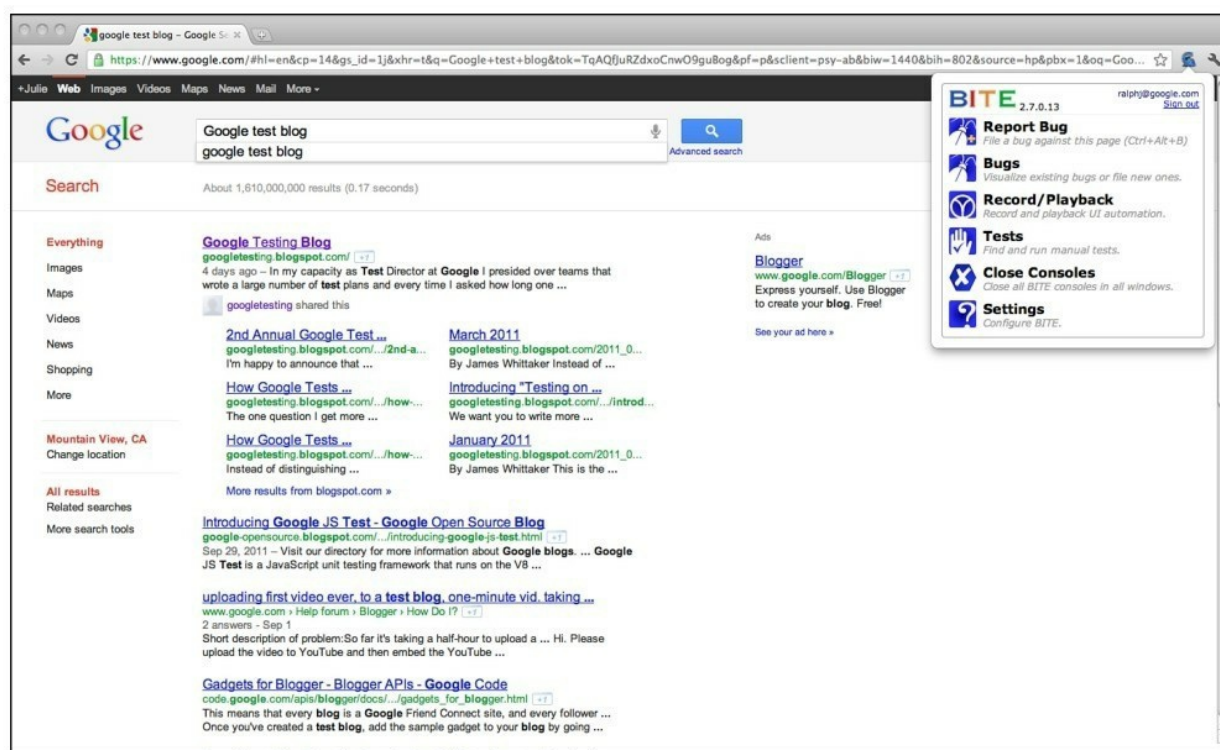 google test blog - Google Se
https://www.google.com/#hl=en&cp=14&gs_id=1j&xhr=t&q=Google+test+blog&tok=TqAQfJuRZdxoCnwO9guBog&pf=p&sclient=psy-ab&biw=1440&bih=802&source=hp&pbx=1&oq=Goo...
+Julie Web Images Videos Maps News Mail More
Google
Google test blog
google test blog
Advanced search
Search
About 1,610,000,000 results (0.17 seconds)
Everything
Images
Maps
Videos
News
Shopping
More
Mountain View, CA
Change location
All results
Related searches
More search tools
Google Testing Blog
googletesting.blogspot.com/ +1
4 days ago – In my capacity as Test Director at Google I presided over teams that
wrote a large number of test plans and every time I asked how long one ...
googletesting shared this
2nd Annual Google Test ...
googletesting.blogspot.com/.../2nd-a...
I'm happy to announce that ...
March 2011
googletesting.blogspot.com/2011_0...
By James Whittaker Instead of ...
How Google Tests ...
googletesting.blogspot.com/.../how-...
The one question I get more ...
Introducing "Testing on ...
googletesting.blogspot.com/.../introd...
We want you to write more ...
How Google Tests ...
googletesting.blogspot.com/.../how-...
Instead of distinguishing ...
January 2011
googletesting.blogspot.com/2011_0...
By James Whittaker This is the ...
More results from blogspot.com »
Introducing Google JS Test - Google Open Source Blog
google-opensource.blogspot.com/.../introducing-google-js-test.html +1
Sep 29, 2011 – Visit our directory for more information about Google blogs. ... Google
JS Test is a JavaScript unit testing framework that runs on the V8 ...
uploading first video ever, to a test blog, one-minute vid. taking ...
www.google.com › Help forum › Blogger › How Do I? +1
2 answers - Sep 1
Short description of problem:So far it's taking a half-hour to upload a ... Hi. Please
upload the video to YouTube and then embed the YouTube ...
Gadgets for Blogger - Blogger APIs - Google Code
code.google.com/apis/blogger/docs/.../gadgets_for_blogger.html +1
This means that every blog is a Google Friend Connect site, and every follower ...
Once you've created a test blog, add the sample gadget to your blog by going ...
Ads
Blogger
www.google.com/Blogger +1
Express yourself. Use Blogger
to create your blog. Free!
See your ad here »
BITE 2.7.0.13
ralphj@google.com
Sign out
Report Bug
File a bug against this page (Ctrl+Alt+B)
Bugs
Visualize existing bugs or file new ones.
Record/Playback
Record and playback UI automation.
Tests
Find and run manual tests.
Close Consoles
Close all BITE consoles in all windows.
Settings
Configure BITE.